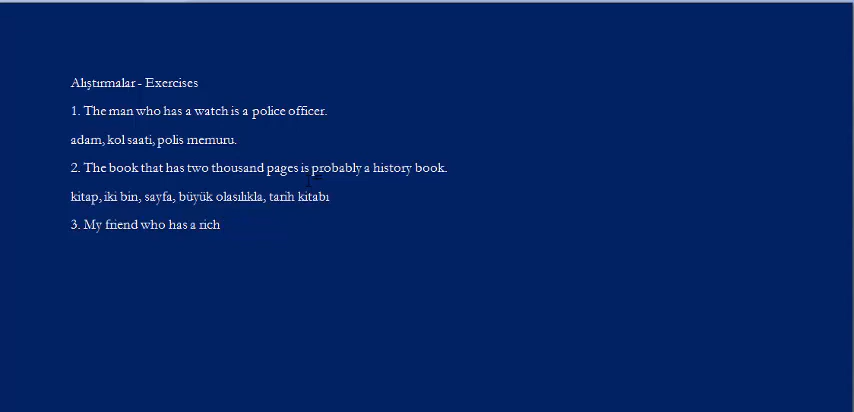 Alıştırmalar - Exercises
1. The man who has a watch is a police officer.
adam, kol saati, polis memuru.
2. The book that has two thousand pages is probably a history book.
kitap, iki bin, sayfa, büyük olasılıkla, tarih kitabı
3. My friend who has a rich